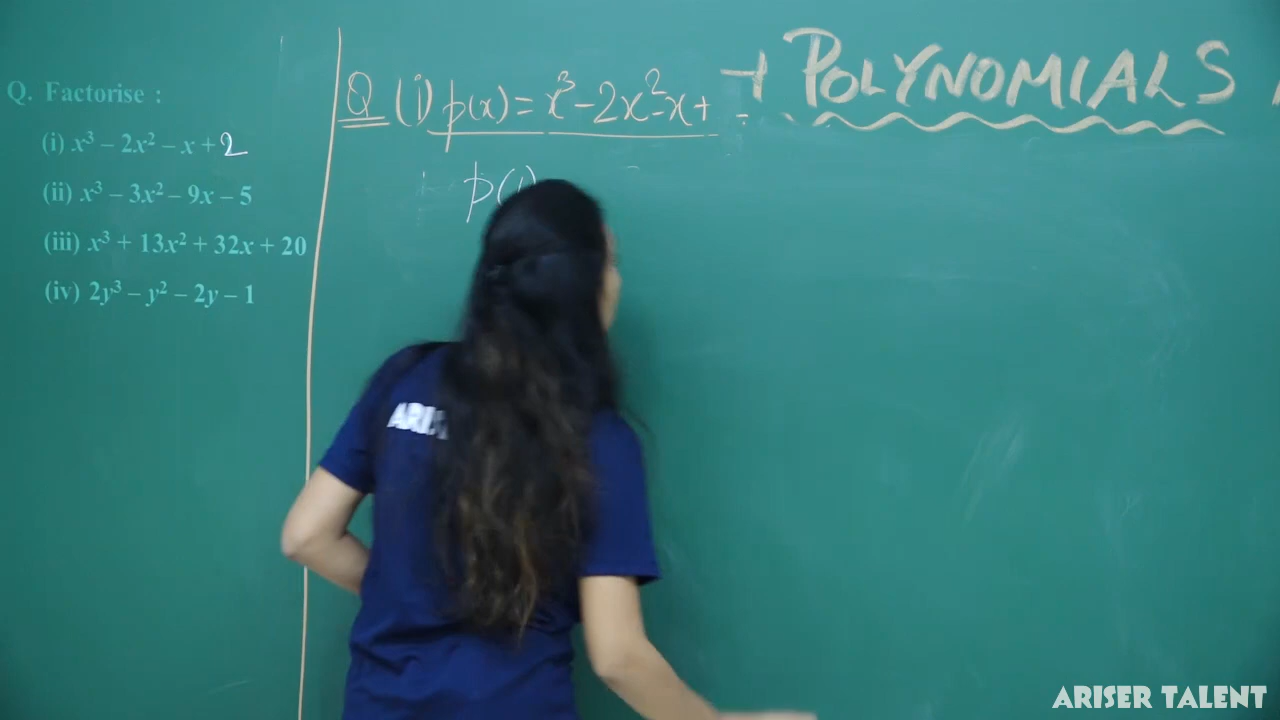 POLYNOMIALS
Q. Factorise :
(i) x³ – 2x² – x + 2
(ii) x³ – 3x² – 9x – 5
(iii) x³ + 13x² + 32x + 20
(iv) 2y³ – y² – 2y – 1
Q (i) p(x) = x³ – 2x² – x +
p(1)
ARISER TALENT